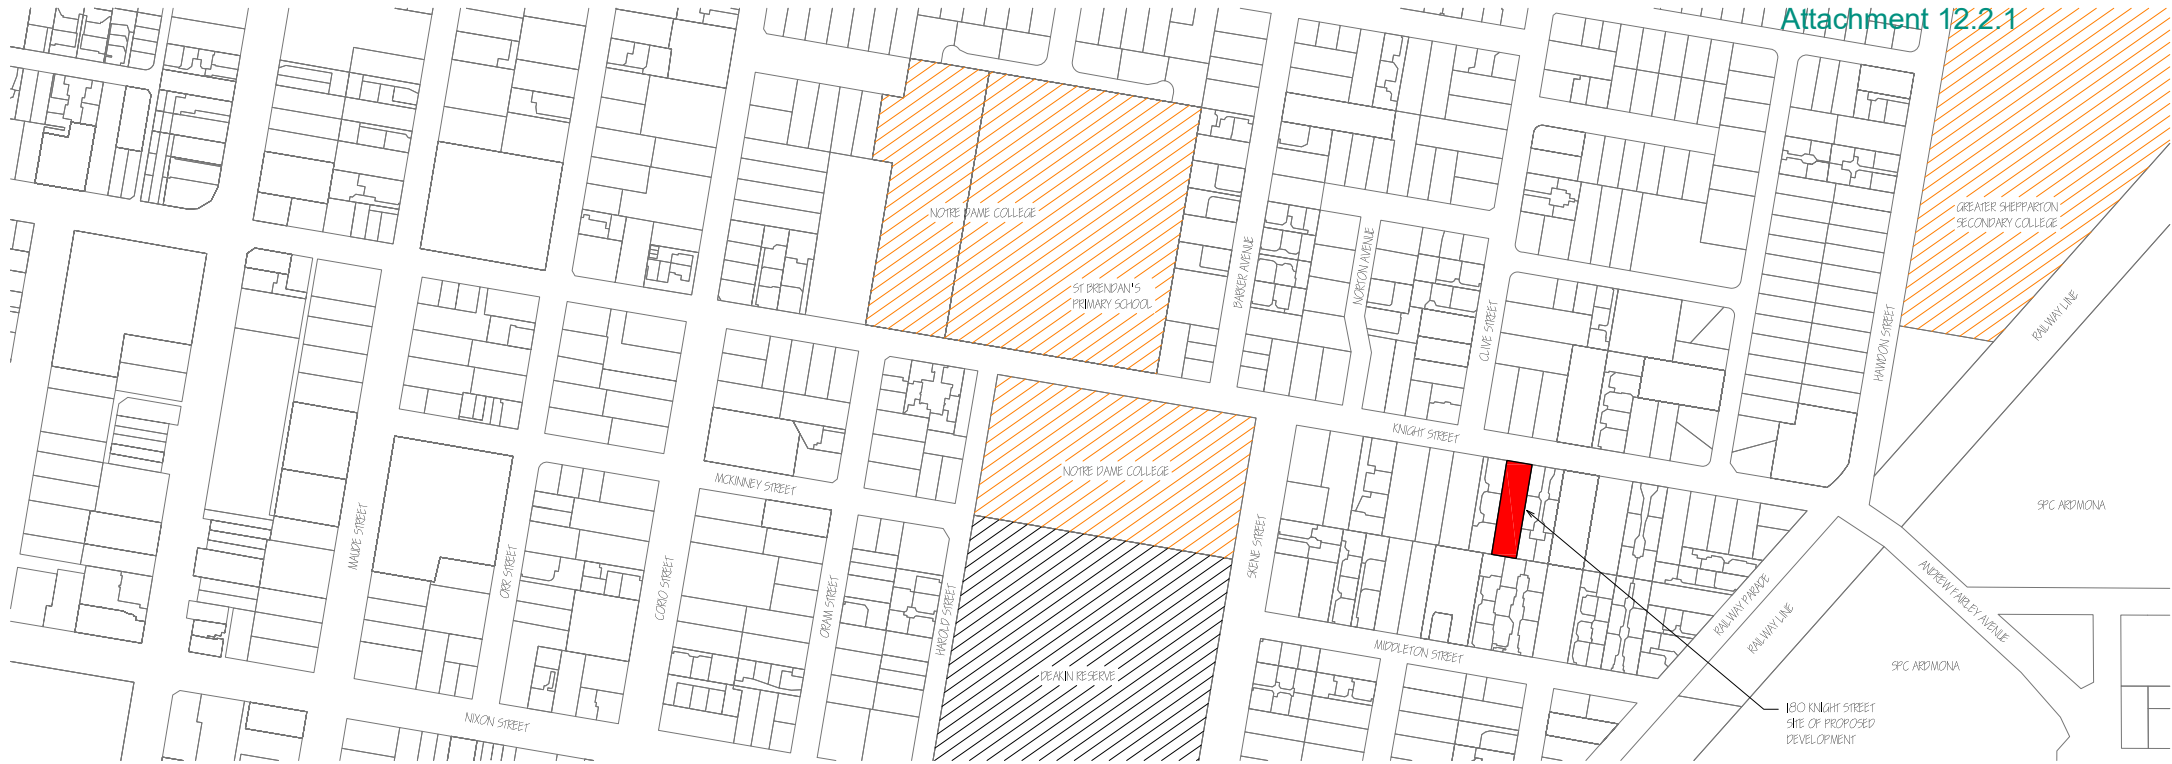 Attachment 12.2.1
NOTRE DAME COLLEGE
GREATER SHEPPARTON
SECONDARY COLLEGE
ST BRENDAN'S
PRIMARY SCHOOL
BARKER AVENUE
NORTON AVENUE
CLIVE STREET
HAWDON STREET
RAILWAY LINE
KNIGHT STREET
NOTRE DAME COLLEGE
MCKINNEY STREET
SPC ARDMONA
MAUDE STREET
ORR STREET
CORIO STREET
ORAM STREET
HAROLD STREET
SKENE STREET
RAILWAY PARADE
RAILWAY LINE
ANDREW FAIRLEY AVENUE
MIDDLETON STREET
SPC ARDMONA
DEAKIN RESERVE
NIXON STREET
180 KNIGHT STREET
SITE OF PROPOSED
DEVELOPMENT